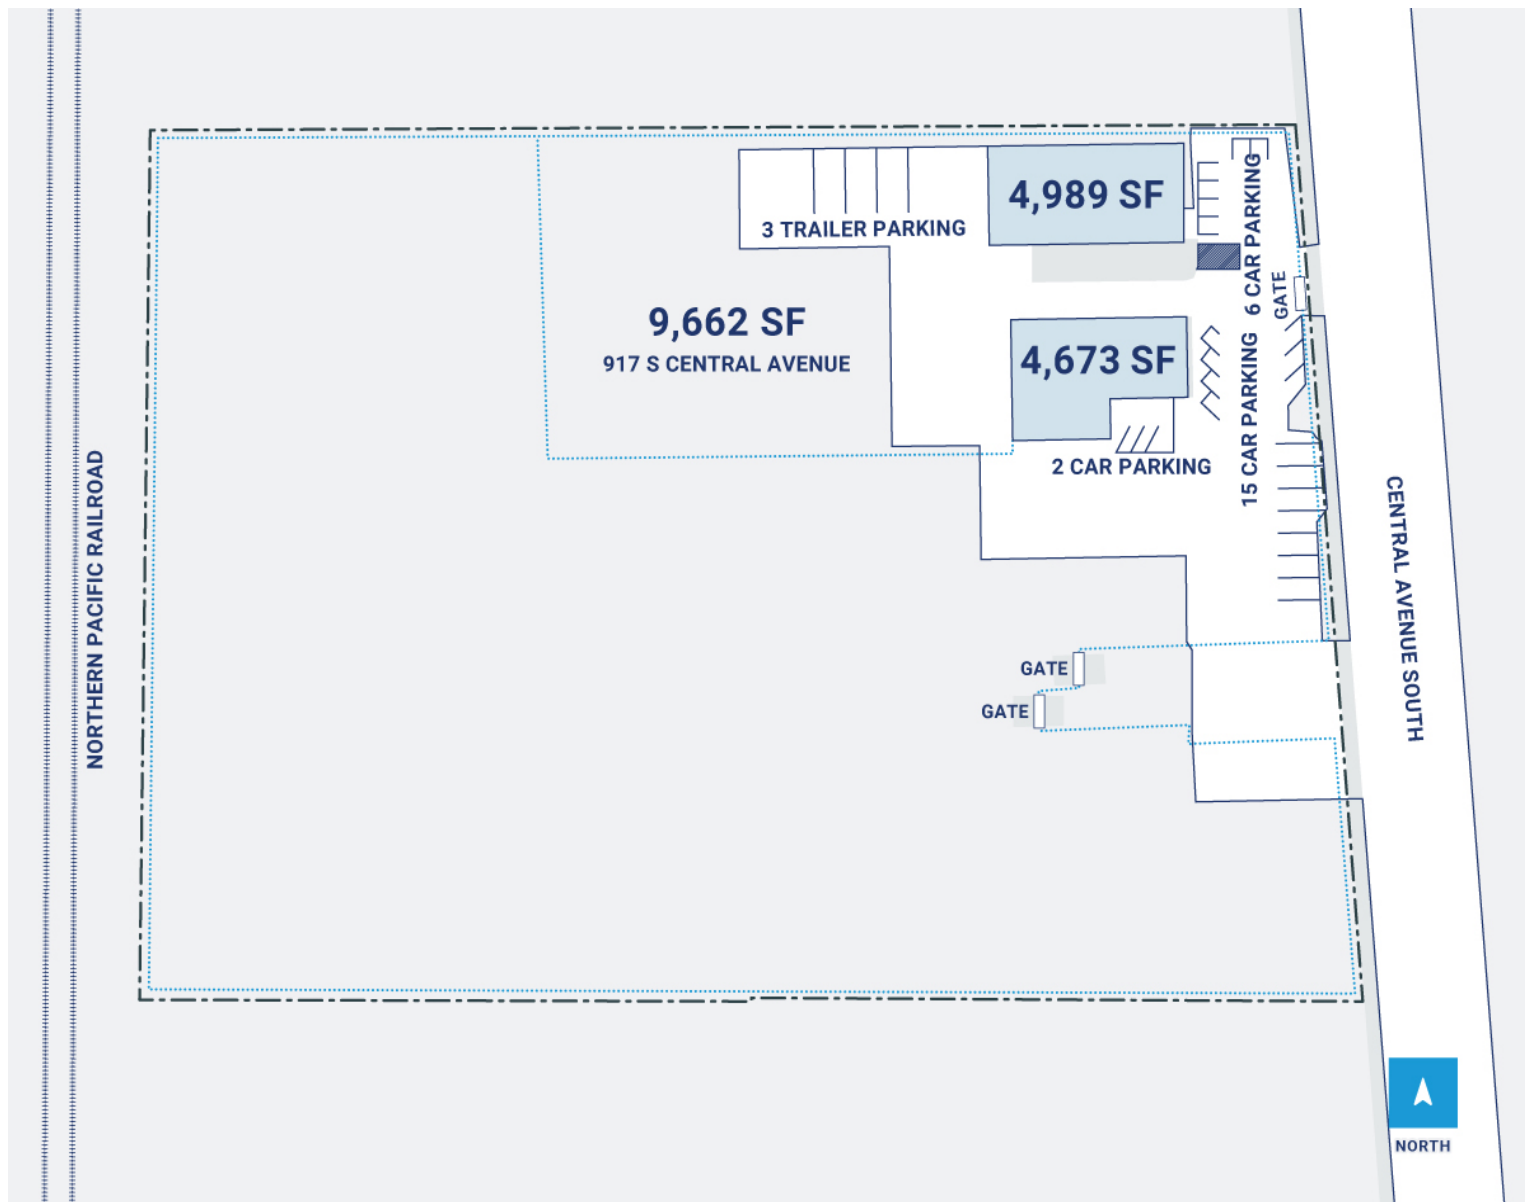 4,989 SF
3 TRAILER PARKING
6 CAR PARKING
GATE
9,662 SF
917 S CENTRAL AVENUE
4,673 SF
15 CAR PARKING
2 CAR PARKING
NORTHERN PACIFIC RAILROAD
CENTRAL AVENUE SOUTH
GATE
GATE
NORTH